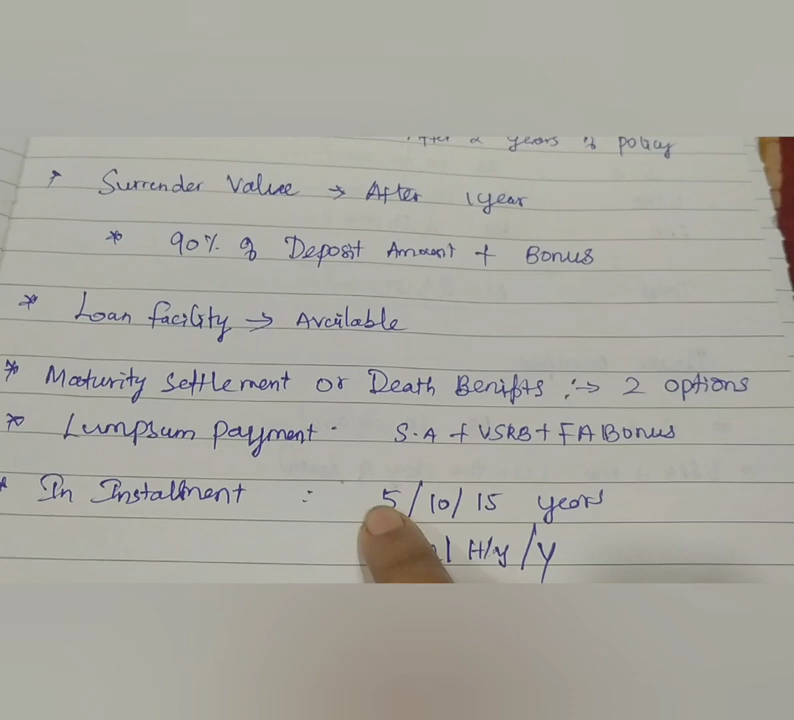 years of policy
Surrender Value → After 1year
* 90% of Deposit Amount + Bonus
* Loan facility → Available
* Maturity Settlement or Death Benifts :→ 2 options
* Lumpsum Payment. S.A + VSRB + FA Bonus
* In Installment : 5/10/15 years
H/y /y